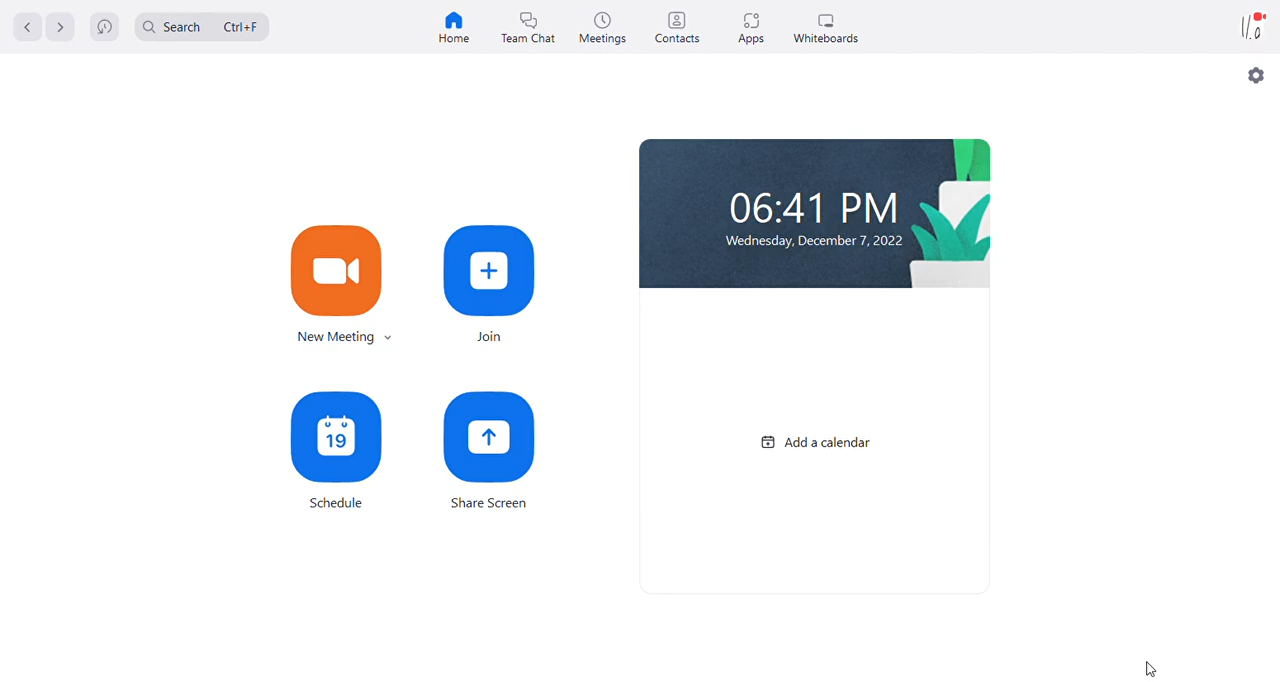 Search Ctrl+F
Home Team Chat Meetings Contacts Apps Whiteboards
06:41 PM
Wednesday, December 7, 2022
New Meeting
Join
19
Schedule
Share Screen
Add a calendar